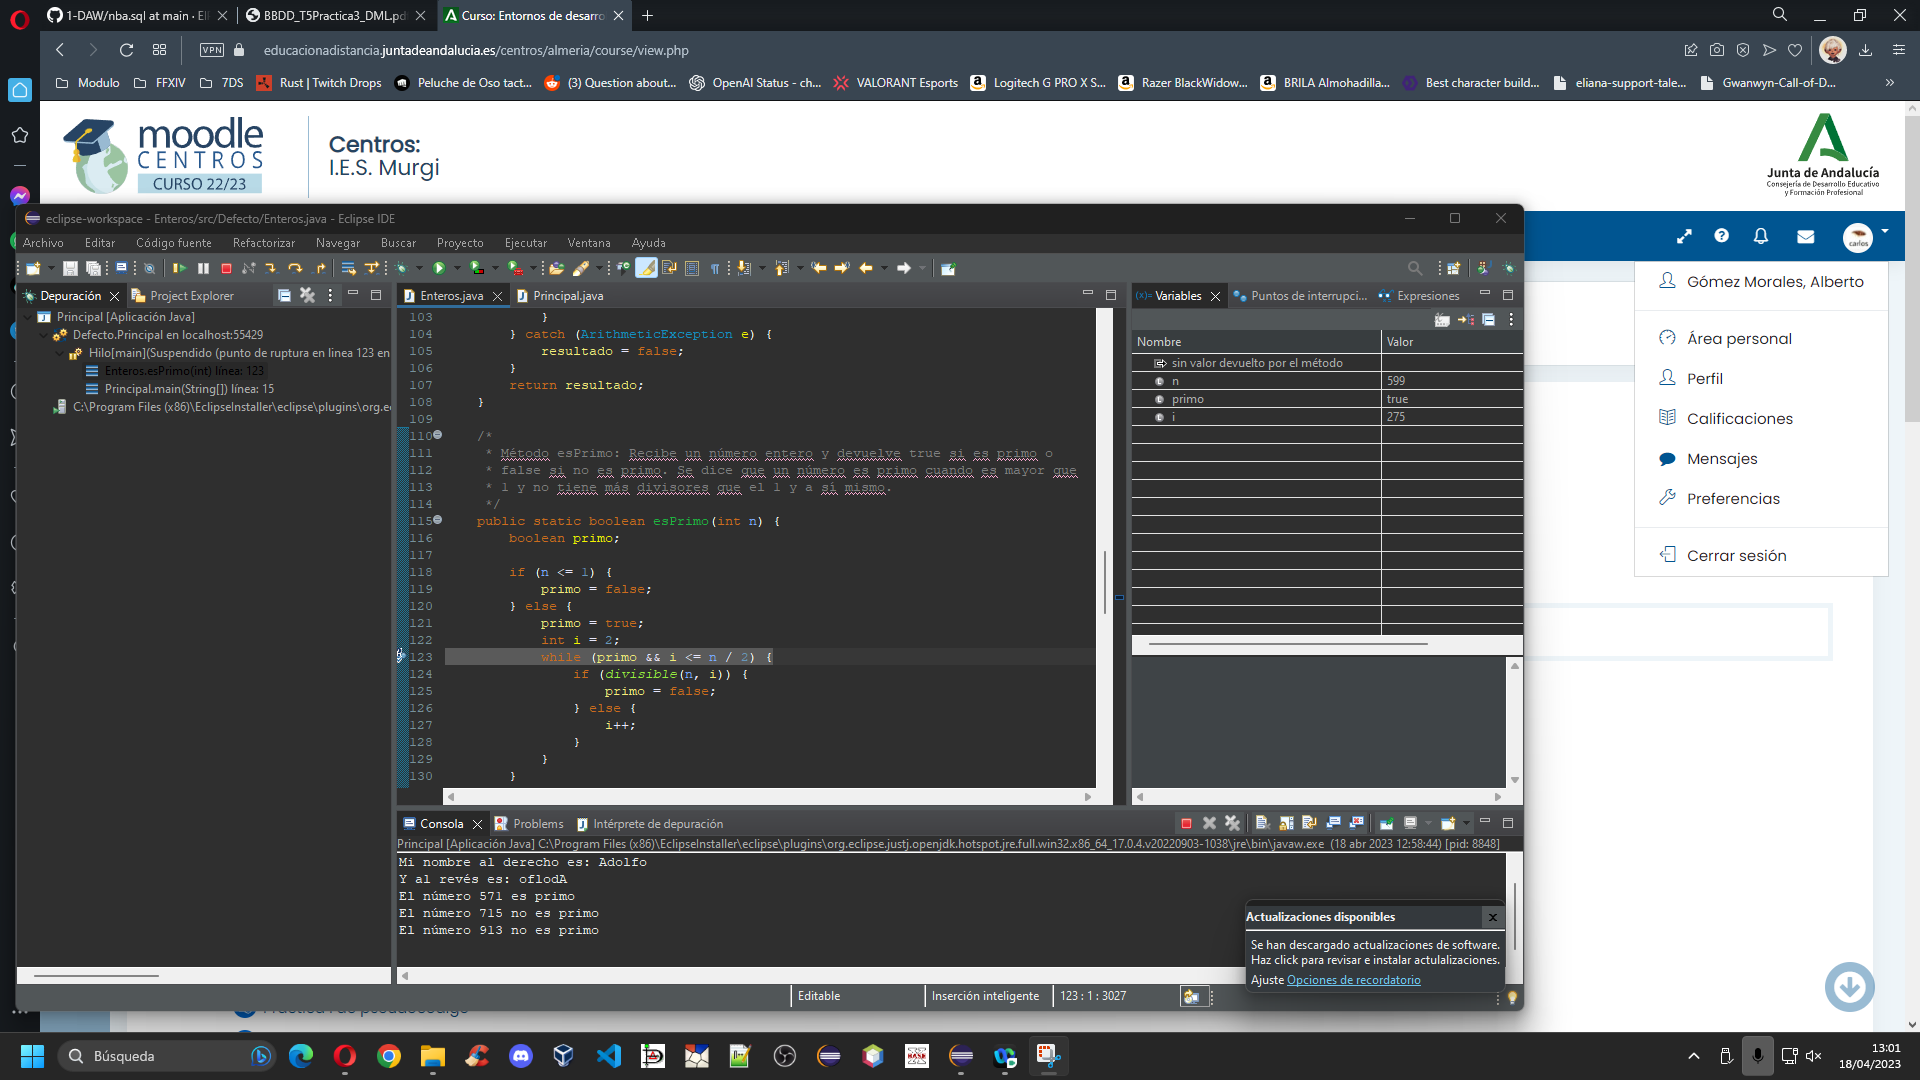 1-DAW/nba.sql at main · El
BBDD_T5Practica3_DML.pd
Curso: Entornos de desarro
VPN
educacionadistancia.juntadeandalucia.es/centros/almeria/course/view.php
Modulo
FFXIV
7DS
Rust | Twitch Drops
Peluche de Oso tact...
(3) Question about...
OpenAI Status - ch...
VALORANT Esports
Logitech G PRO X S...
Razer BlackWidow...
BRILA Almohadilla...
Best character build...
eliana-support-tale...
Gwanwyn-Call-of-D...
moodle
CENTROS
CURSO 22/23
Centros:
I.E.S. Murgi
Junta de Andalucía
Consejería de Desarrollo Educativo
y Formación Profesional
carlos
Gómez Morales, Alberto
Área personal
Perfil
Calificaciones
Mensajes
Preferencias
Cerrar sesión
eclipse-workspace - Enteros/src/Defecto/Enteros.java - Eclipse IDE
Archivo Editar Código fuente Refactorizar Navegar Buscar Proyecto Ejecutar Ventana Ayuda
Depuración
Project Explorer
Principal [Aplicación Java]
Defecto.Principal en localhost:55429
Hilo[main](Suspendido (punto de ruptura en linea 123 en
Enteros.esPrimo(int) línea: 123
Principal.main(String[]) línea: 15
C:\Program Files (x86)\EclipseInstaller\eclipse\plugins\org.e
Enteros.java
Principal.java
103 }
104 } catch (ArithmeticException e) {
105 resultado = false;
106 }
107 return resultado;
108 }
109
110 /*
111 * Método esPrimo: Recibe un número entero y devuelve true si es primo o
112 * false si no es primo. Se dice que un número es primo cuando es mayor que
113 * 1 y no tiene más divisores que el 1 y a sí mismo.
114 */
115 public static boolean esPrimo(int n) {
116 boolean primo;
117
118 if (n <= 1) {
119 primo = false;
120 } else {
121 primo = true;
122 int i = 2;
123 while (primo && i <= n / 2) {
124 if (divisible(n, i)) {
125 primo = false;
126 } else {
127 i++;
128 }
129 }
130 }
Variables
Puntos de interrupci...
Expresiones
Nombre Valor
sin valor devuelto por el método
n 599
primo true
i 275
Consola
Problems
Intérprete de depuración
Principal [Aplicación Java] C:\Program Files (x86)\EclipseInstaller\eclipse\plugins\org.eclipse.justj.openjdk.hotspot.jre.full.win32.x86_64_17.0.4.v20220903-1038\jre\bin\javaw.exe (18 abr 2023 12:58:44) [pid: 8848]
Mi nombre al derecho es: Adolfo
Y al revés es: oflodA
El número 571 es primo
El número 715 no es primo
El número 913 no es primo
Actualizaciones disponibles
Se han descargado actualizaciones de software.
Haz click para revisar e instalar actulalizaciones.
Ajuste Opciones de recordatorio
Editable
Inserción inteligente
123 : 1 : 3027
Búsqueda
13:01
18/04/2023